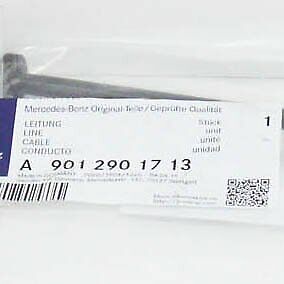 Mercedes-Benz Original-Teile / Geprüfte Qualität
LEITUNG Stück 1
LINE unit
CABLE unité
CONDUCTO unidad
A 901 290 17 13